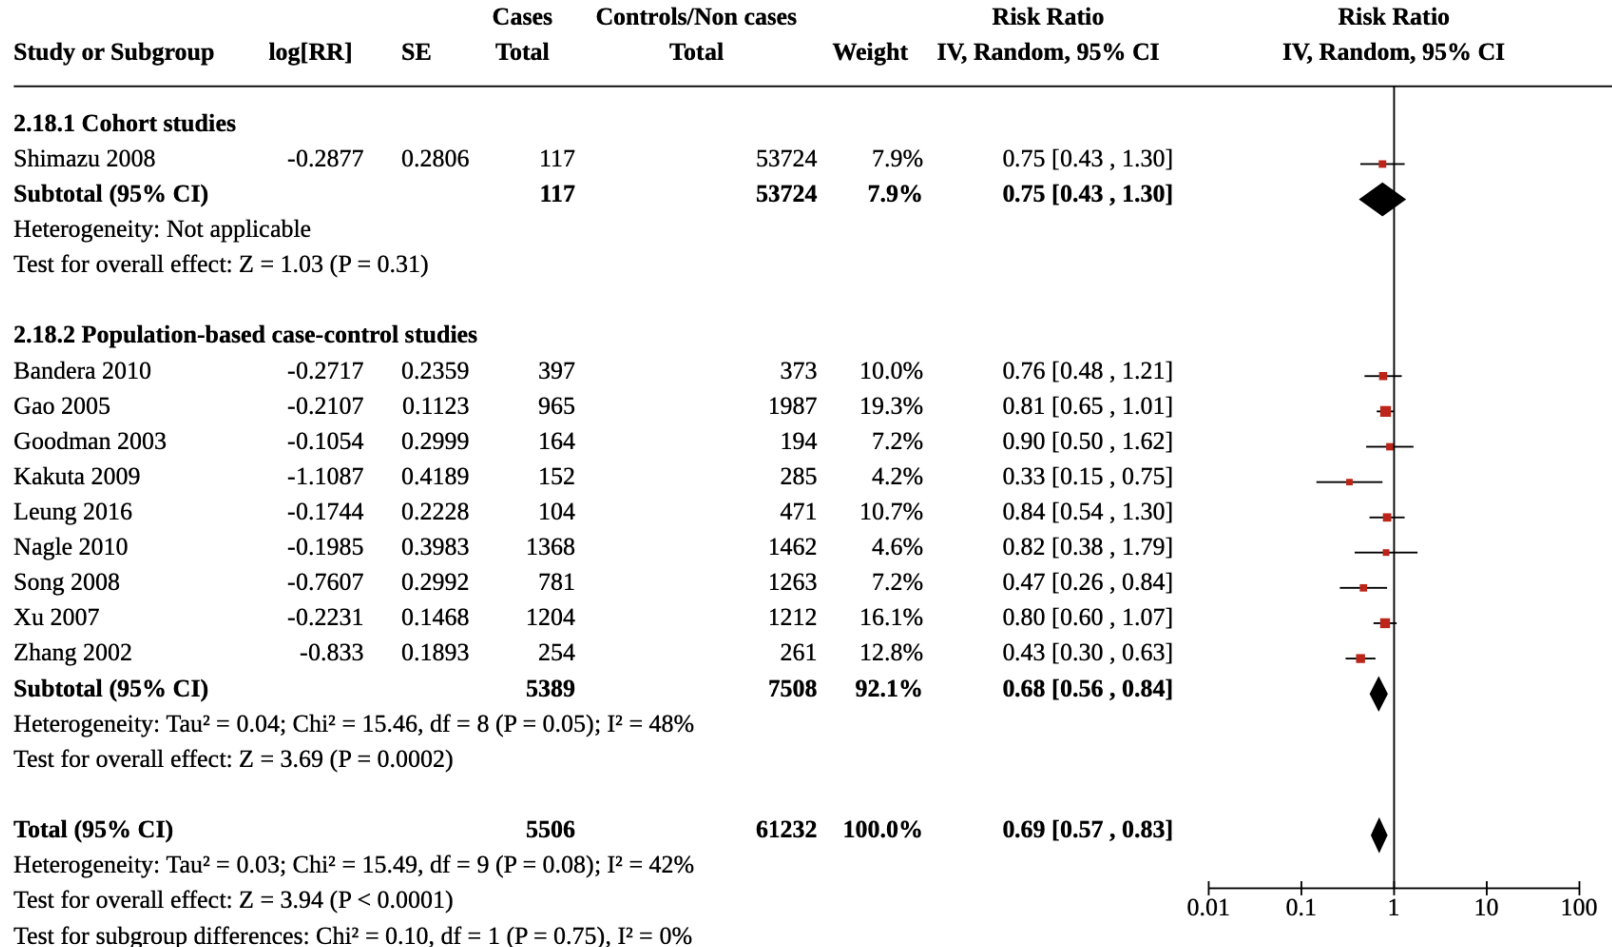 Cases Controls/Non cases Risk Ratio Risk Ratio
Study or Subgroup log[RR] SE Total Total Weight IV, Random, 95% CI IV, Random, 95% CI
2.18.1 Cohort studies
Shimazu 2008 -0.2877 0.2806 117 53724 7.9% 0.75 [0.43 , 1.30]
Subtotal (95% CI) 117 53724 7.9% 0.75 [0.43 , 1.30]
Heterogeneity: Not applicable
Test for overall effect: Z = 1.03 (P = 0.31)
2.18.2 Population-based case-control studies
Bandera 2010 -0.2717 0.2359 397 373 10.0% 0.76 [0.48 , 1.21]
Gao 2005 -0.2107 0.1123 965 1987 19.3% 0.81 [0.65 , 1.01]
Goodman 2003 -0.1054 0.2999 164 194 7.2% 0.90 [0.50 , 1.62]
Kakuta 2009 -1.1087 0.4189 152 285 4.2% 0.33 [0.15 , 0.75]
Leung 2016 -0.1744 0.2228 104 471 10.7% 0.84 [0.54 , 1.30]
Nagle 2010 -0.1985 0.3983 1368 1462 4.6% 0.82 [0.38 , 1.79]
Song 2008 -0.7607 0.2992 781 1263 7.2% 0.47 [0.26 , 0.84]
Xu 2007 -0.2231 0.1468 1204 1212 16.1% 0.80 [0.60 , 1.07]
Zhang 2002 -0.833 0.1893 254 261 12.8% 0.43 [0.30 , 0.63]
Subtotal (95% CI) 5389 7508 92.1% 0.68 [0.56 , 0.84]
Heterogeneity: Tau² = 0.04; Chi² = 15.46, df = 8 (P = 0.05); I² = 48%
Test for overall effect: Z = 3.69 (P = 0.0002)
Total (95% CI) 5506 61232 100.0% 0.69 [0.57 , 0.83]
Heterogeneity: Tau² = 0.03; Chi² = 15.49, df = 9 (P = 0.08); I² = 42%
Test for overall effect: Z = 3.94 (P < 0.0001)
0.01 0.1 1 10 100
Test for subgroup differences: Chi² = 0.10, df = 1 (P = 0.75), I² = 0%